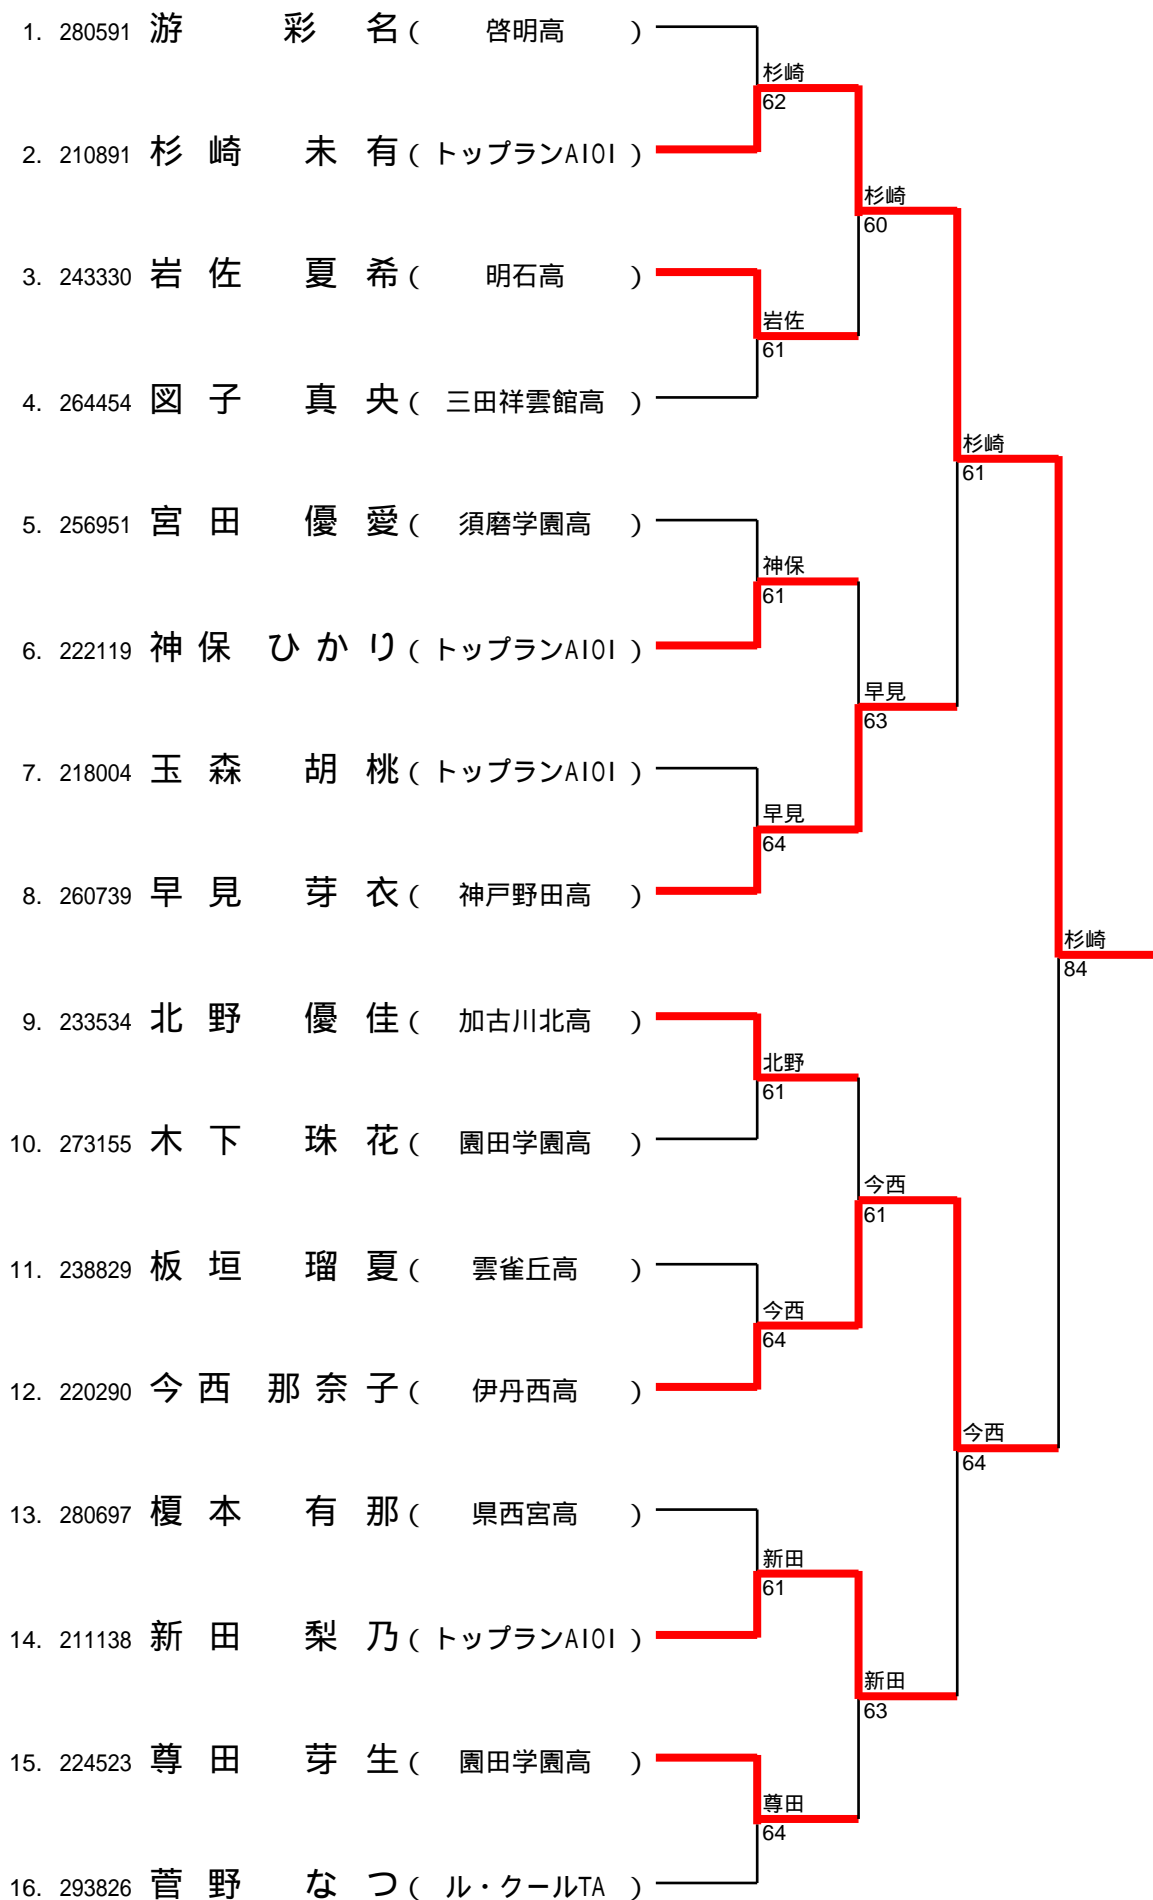 1. 280591 游 彩 名 ( 啓明高 )
杉崎
62
2. 210891 杉 崎 未 有 ( トップランAIOI )
杉崎
60
3. 243330 岩 佐 夏 希 ( 明石高 )
岩佐
61
4. 264454 図 子 真 央 ( 三田祥雲館高 )
杉崎
61
5. 256951 宮 田 優 愛 ( 須磨学園高 )
神保
61
6. 222119 神 保 ひ か り ( トップランAIOI )
早見
63
7. 218004 玉 森 胡 桃 ( トップランAIOI )
早見
64
8. 260739 早 見 芽 衣 ( 神戸野田高 )
杉崎
84
9. 233534 北 野 優 佳 ( 加古川北高 )
北野
61
10. 273155 木 下 珠 花 ( 園田学園高 )
今西
61
11. 238829 板 垣 瑠 夏 ( 雲雀丘高 )
今西
64
12. 220290 今 西 那 奈 子 ( 伊丹西高 )
今西
64
13. 280697 榎 本 有 那 ( 県西宮高 )
新田
61
14. 211138 新 田 梨 乃 ( トップランAIOI )
新田
63
15. 224523 尊 田 芽 生 ( 園田学園高 )
尊田
64
16. 293826 菅 野 な つ ( ル・クールTA )